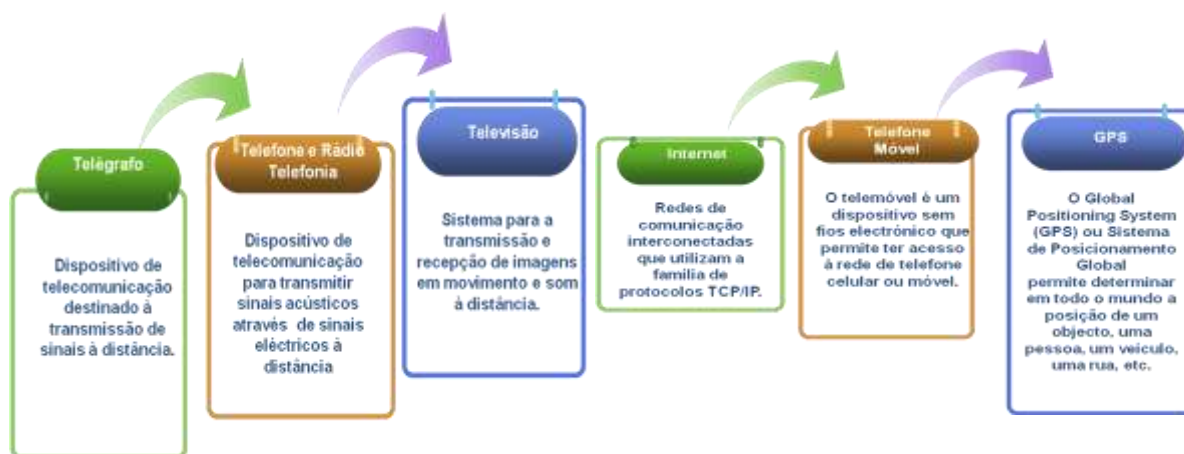 Telégrafo
Dispositivo de
telecomunicação
destinado à
transmissão de
sinais à distância.
Telefone e Rádio
Telefonia
Dispositivo de
telecomunicação
para transmitir
sinais acústicos
através de sinais
eléctricos à
distância
Televisão
Sistema para a
transmissão e
recepção de imagens
em movimento e som
à distância.
Internet
Redes de
comunicação
interconectadas
que utilizam a
família de
protocolos TCP/IP.
Telefone
Móvel
O telemóvel é um
dispositivo sem
fios electrónico que
permite ter acesso
à rede de telefone
celular ou móvel.
GPS
O Global
Positioning System
(GPS) ou Sistema
de Posicionamento
Global
permite determinar
em todo o mundo a
posição de um
objecto, uma
pessoa, um veículo,
uma rua, etc.